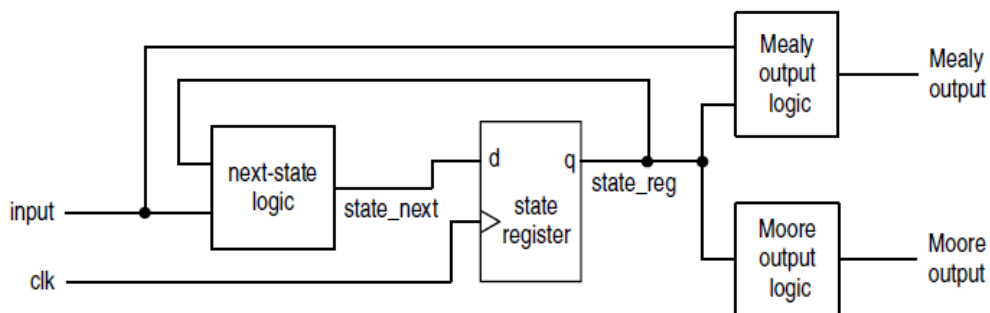 Mealy
output
logic
Mealy
output
next-state
logic
d
q
state
register
state_next
state_reg
input
clk
Moore
output
logic
Moore
output